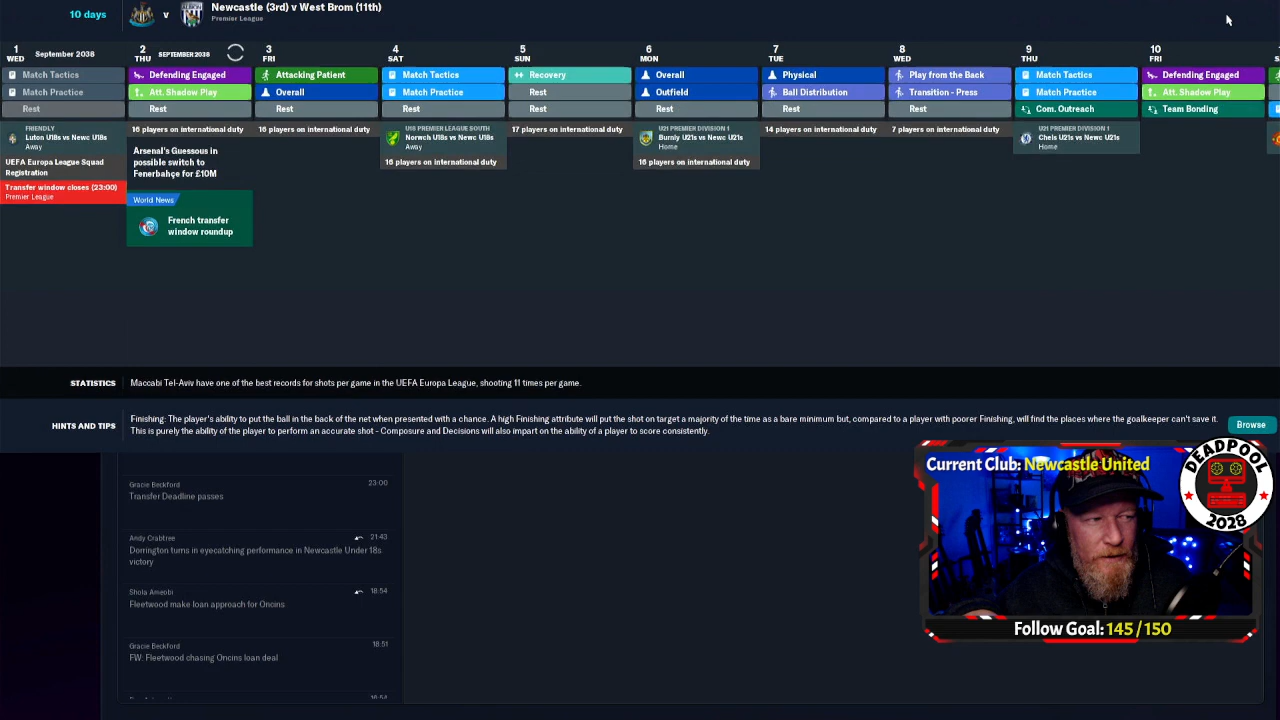 10 days
v
Newcastle (3rd) v West Brom (11th)
Premier League
1
WED
September 2038
2
THU
SEPTEMBER 2038
3
FRI
4
SAT
5
SUN
6
MON
7
TUE
8
WED
9
THU
10
FRI
Match Tactics
Defending Engaged
Attacking Patient
Match Tactics
Recovery
Overall
Physical
Play from the Back
Match Tactics
Defending Engaged
Match Practice
Att. Shadow Play
Overall
Match Practice
Rest
Outfield
Ball Distribution
Transition - Press
Match Practice
Att. Shadow Play
Rest
Rest
Rest
Rest
Rest
Rest
Rest
Rest
Com. Outreach
Team Bonding
FRIENDLY
Luton U18s vs Newc U18s
Away
UEFA Europa League Squad
Registration
Transfer window closes (23:00)
Premier League
16 players on international duty
Arsenal's Guessous in
possible switch to
Fenerbahçe for £10M
World News
French transfer
window roundup
16 players on international duty
U18 PREMIER LEAGUE SOUTH
Norwch U18s vs Newc U18s
Away
16 players on international duty
17 players on international duty
U21 PREMIER DIVISION 1
Burnly U21s vs Newc U21s
Home
16 players on international duty
14 players on international duty
7 players on international duty
U21 PREMIER DIVISION 1
Chels U21s vs Newc U21s
Home
STATISTICS
Maccabi Tel-Aviv have one of the best records for shots per game in the UEFA Europa League, shooting 11 times per game.
HINTS AND TIPS
Finishing: The player's ability to put the ball in the back of the net when presented with a chance. A high Finishing attribute will put the shot on target a majority of the time as a bare minimum but, compared to a player with poorer Finishing, will find the places where the goalkeeper can't save it.
This is purely the ability of the player to perform an accurate shot - Composure and Decisions will also impart on the ability of a player to score consistently.
Browse
Gracie Beckford
23:00
Transfer Deadline passes
Andy Crabtree
21:43
Dorrington turns in eyecatching performance in Newcastle Under 18s
victory
Shola Ameobi
18:54
Fleetwood make loan approach for Oncins
Gracie Beckford
18:51
FW: Fleetwood chasing Oncins loan deal
Current Club: Newcastle United
DEADPOOL
2028
Follow Goal: 145 / 150